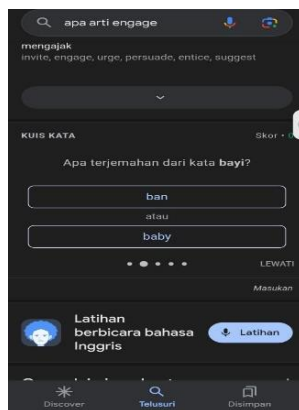 apa arti engage
mengajak
invite, engage, urge, persuade, entice, suggest
KUIS KATA Skor • 0
Apa terjemahan dari kata bayi?
ban
atau
baby
LEWATI
Masukan
Latihan
berbicara bahasa
Inggris
Latihan
Discover Telusuri Disimpan